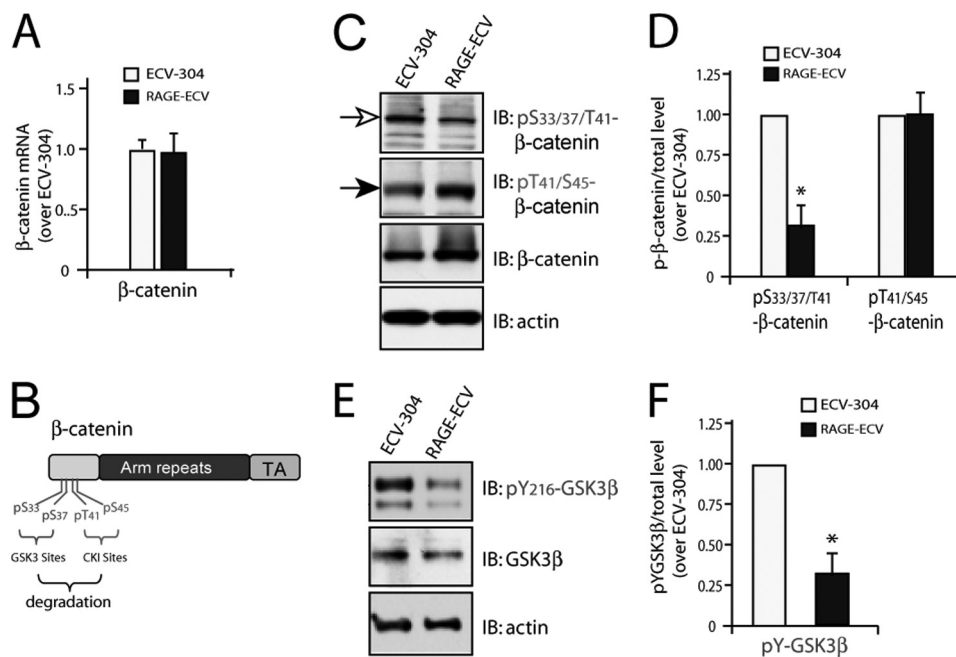 A
ECV-304
RAGE-ECV
β-catenin mRNA
(over ECV-304)
1.5
1.0
0.5
0
β-catenin
B
β-catenin
Arm repeats
TA
pS33
pS37
pT41
pS45
GSK3 Sites
CKI Sites
degradation
C
ECV-304
RAGE-ECV
IB: pS33/37/T41-
β-catenin
IB: pT41/S45-
β-catenin
IB: β-catenin
IB: actin
D
ECV-304
RAGE-ECV
p-β-catenin/total level
(over ECV-304)
1.25
1.00
0.75
0.50
0.25
0
*
pS33/37/T41
-β-catenin
pT41/S45
-β-catenin
E
ECV-304
RAGE-ECV
IB: pY216-GSK3β
IB: GSK3β
IB: actin
F
ECV-304
RAGE-ECV
pYGSK3β/total level
(over ECV-304)
1.25
1.00
0.75
0.50
0.25
0
*
pY-GSK3β